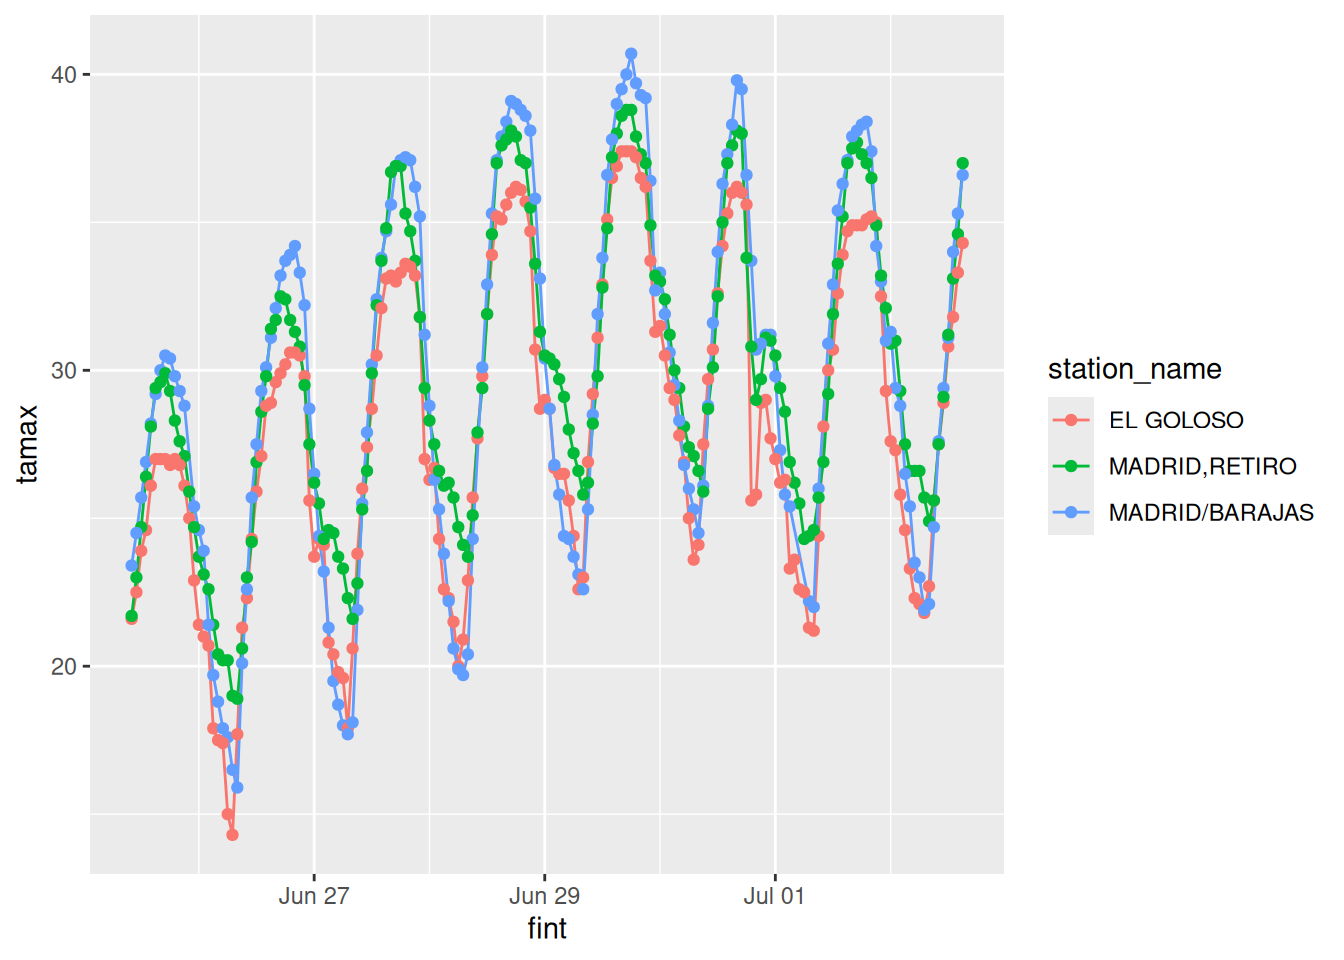 tamax
40
30
20
Jun 27
Jun 29
Jul 01
fint
station_name
EL GOLOSO
MADRID,RETIRO
MADRID/BARAJAS